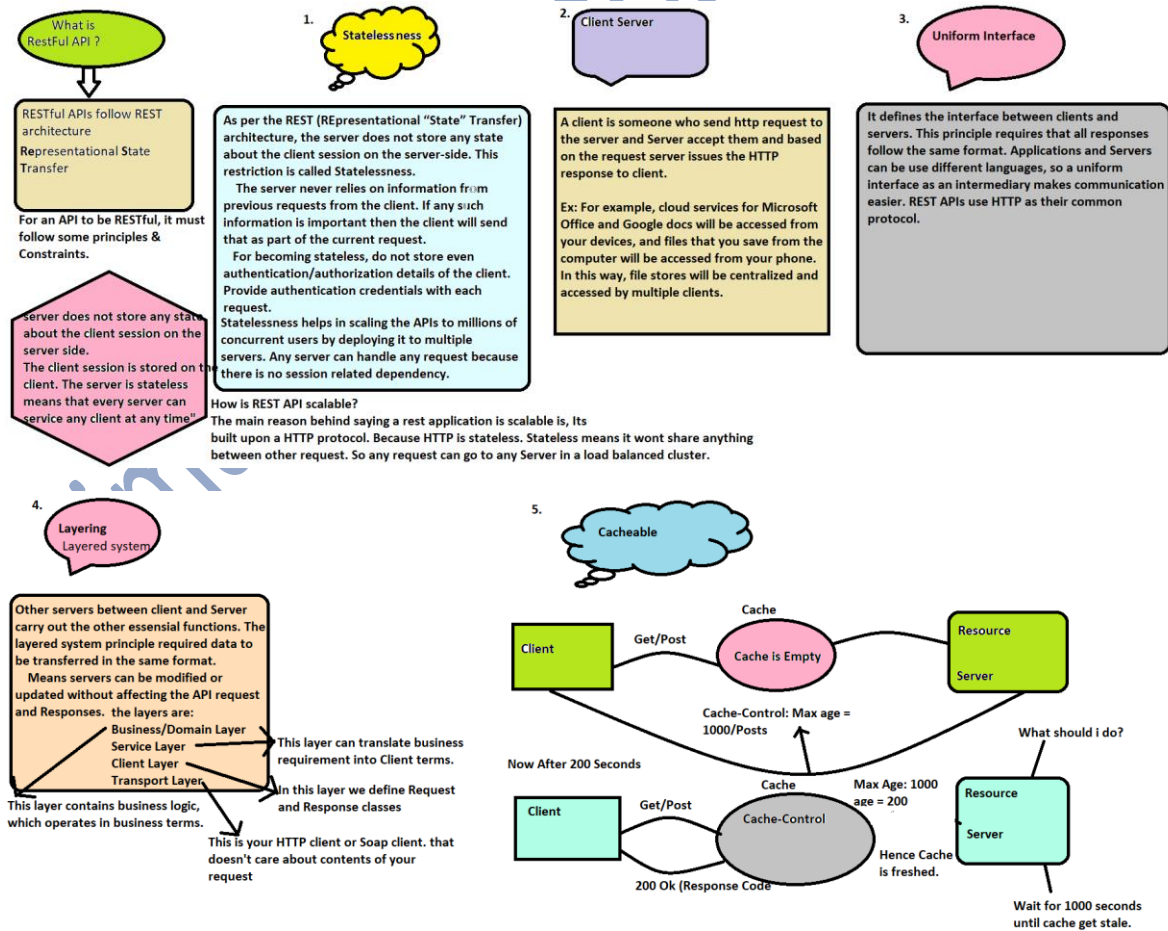 What is
RestFul API ?
RESTful APIs follow REST
architecture
Representational State
Transfer
For an API to be RESTful, it must
follow some principles &
Constraints.
server does not store any state
about the client session on the
server side.
The client session is stored on the
client. The server is stateless
means that every server can
service any client at any time"
1.
Statelessness
As per the REST (REpresentational “State” Transfer)
architecture, the server does not store any state
about the client session on the server-side. This
restriction is called Statelessness.
The server never relies on information from
previous requests from the client. If any such
information is important then the client will send
that as part of the current request.
For becoming stateless, do not store even
authentication/authorization details of the client.
Provide authentication credentials with each
request.
Statelessness helps in scaling the APIs to millions of
concurrent users by deploying it to multiple
servers. Any server can handle any request because
there is no session related dependency.
How is REST API scalable?
The main reason behind saying a rest application is scalable is, Its
built upon a HTTP protocol. Because HTTP is stateless. Stateless means it wont share anything
between other request. So any request can go to any Server in a load balanced cluster.
2.
Client Server
A client is someone who send http request to
the server and Server accept them and based
on the request server issues the HTTP
response to client.
Ex: For example, cloud services for Microsoft
Office and Google docs will be accessed from
your devices, and files that you save from the
computer will be accessed from your phone.
In this way, file stores will be centralized and
accessed by multiple clients.
3.
Uniform Interface
It defines the interface between clients and
servers. This principle requires that all responses
follow the same format. Applications and Servers
can be use different languages, so a uniform
interface as an intermediary makes communication
easier. REST APIs use HTTP as their common
protocol.
4.
Layering
Layered system
Other servers between client and Server
carry out the other essensial functions. The
layered system principle required data to
be transferred in the same format.
Means servers can be modified or
updated without affecting the API request
and Responses. the layers are:
Business/Domain Layer
Service Layer
Client Layer
Transport Layer
This layer can translate business
requirement into Client terms.
In this layer we define Request
and Response classes
This layer contains business logic,
which operates in business terms.
This is your HTTP client or Soap client. that
doesn't care about contents of your
request
5.
Cacheable
Client
Get/Post
Cache
Cache is Empty
Resource
Server
Cache-Control: Max age =
1000/Posts
Now After 200 Seconds
Client
Get/Post
Cache
Cache-Control
200 Ok (Response Code
Max Age: 1000
age = 200
Hence Cache
is freshed.
What should i do?
Resource
Server
Wait for 1000 seconds
until cache get stale.